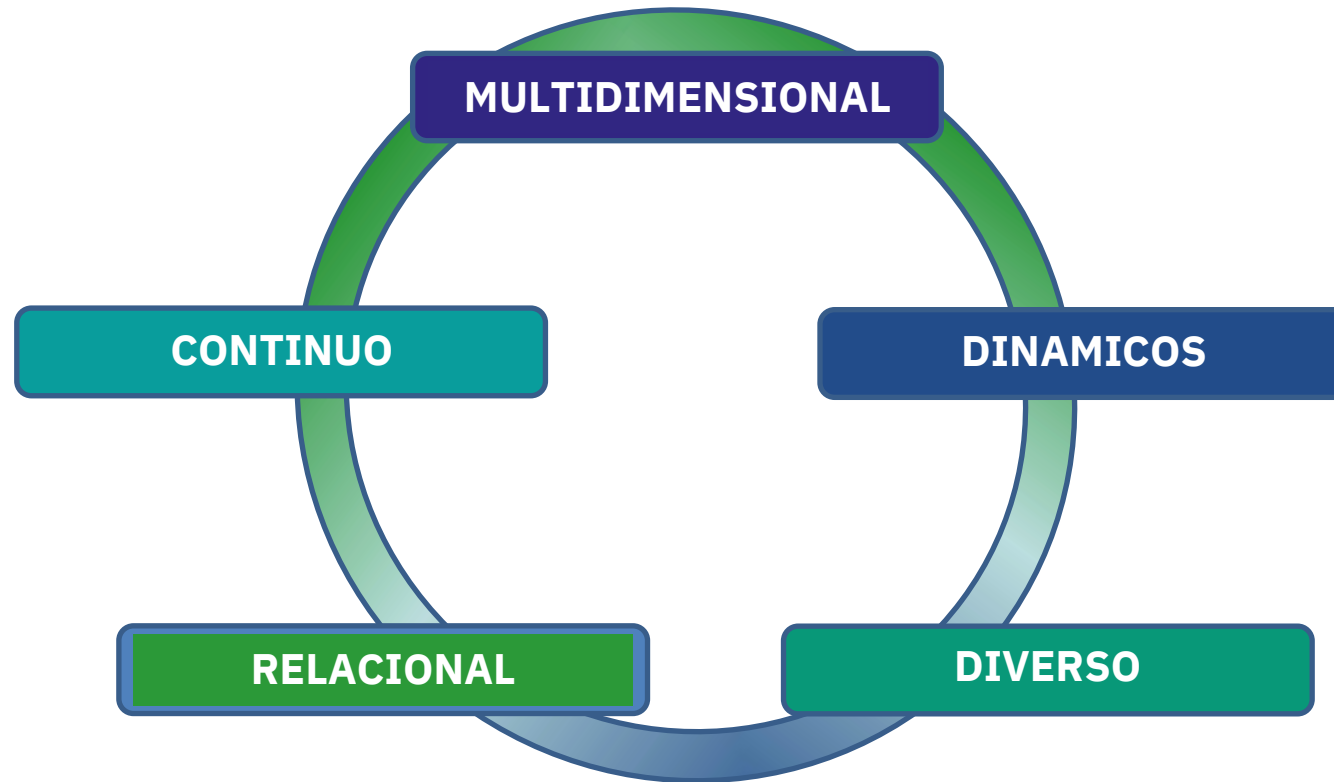 MULTIDIMENSIONAL
CONTINUO
DINAMICOS
RELACIONAL
DIVERSO